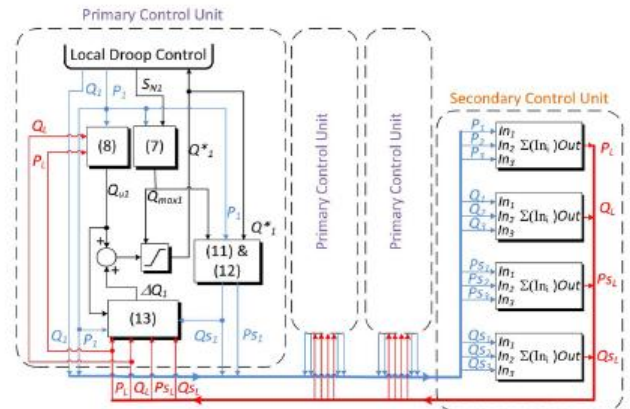 Primary Control Unit
Local Droop Control
Q1
P1
SN1
QL
PL
(8)
(7)
Q*1
Qu1
Qmax1
P1
Q*1
+
+
(11) &
(12)
ΔQ1
(13)
Q1
P1
QS1
PS1
PL
QL
PSL
QSL
Primary Control Unit
Primary Control Unit
Secondary Control Unit
P1
P2
P3
In1
In2
In3
Σ(Ini)Out
PL
Q1
Q2
Q3
In1
In2
In3
Σ(Ini)Out
QL
PS1
PS2
PS3
In1
In2
In3
Σ(Ini)Out
PSL
QS1
QS2
QS3
In1
In2
In3
Σ(Ini)Out
QSL